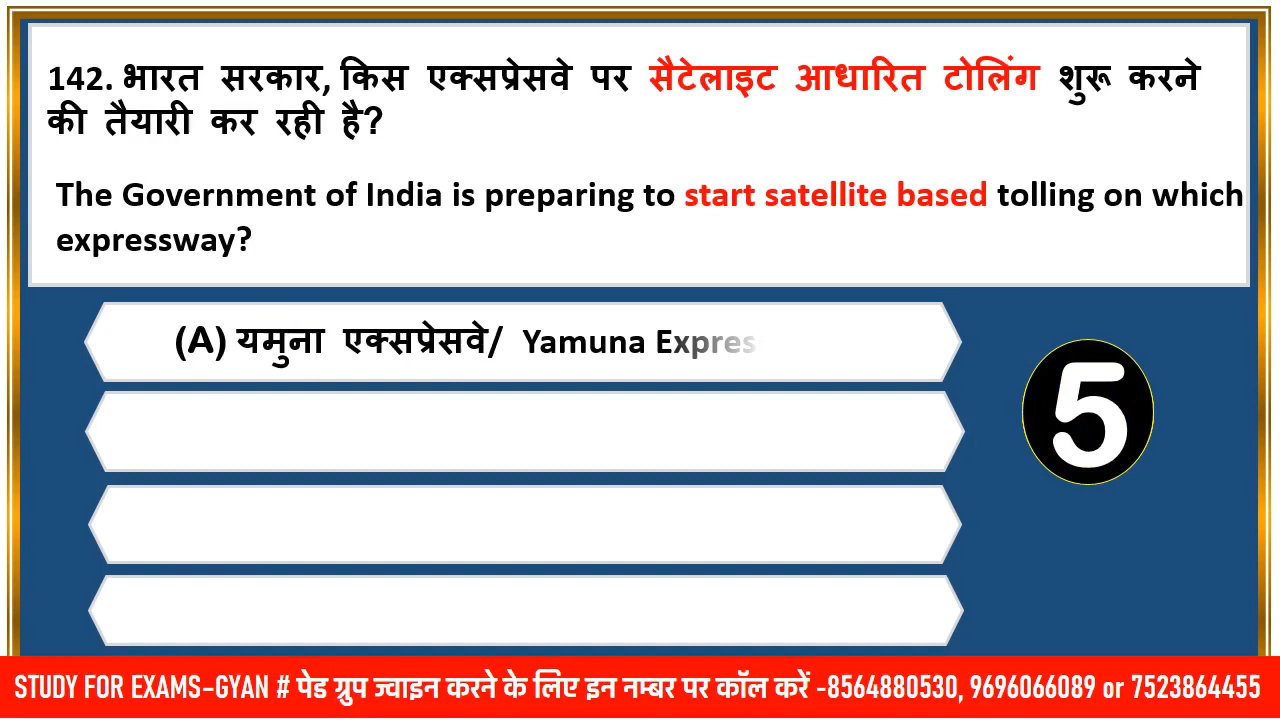 142. भारत सरकार, किस एक्सप्रेसवे पर सैटेलाइट आधारित टोलिंग शुरू करने
की तैयारी कर रही है?
The Government of India is preparing to start satellite based tolling on which
expressway?
(A) यमुना एक्सप्रेसवे/ Yamuna Expres
5
STUDY FOR EXAMS-GYAN # पेड ग्रुप ज्वाइन करने के लिए इन नम्बर पर कॉल करें -8564880530, 9696066089 or 7523864455